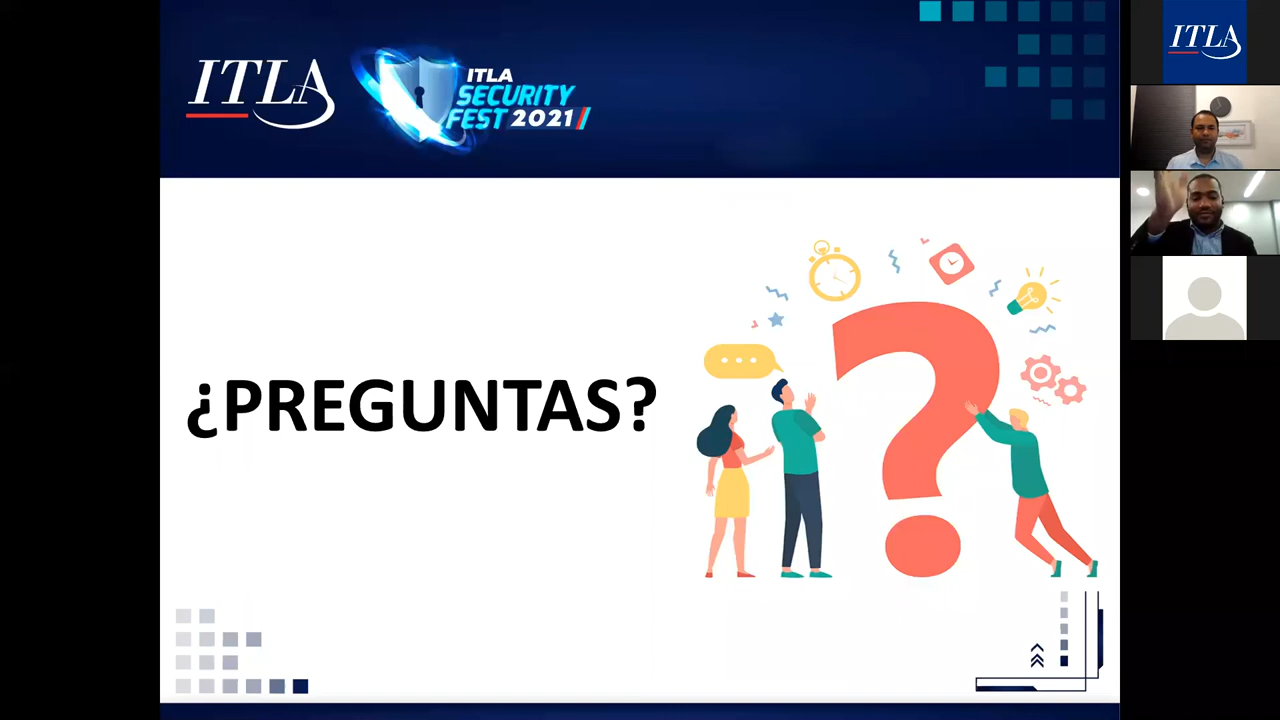 ITLA
ITLA
SECURITY
FEST 2021
ITLA
¿PREGUNTAS?